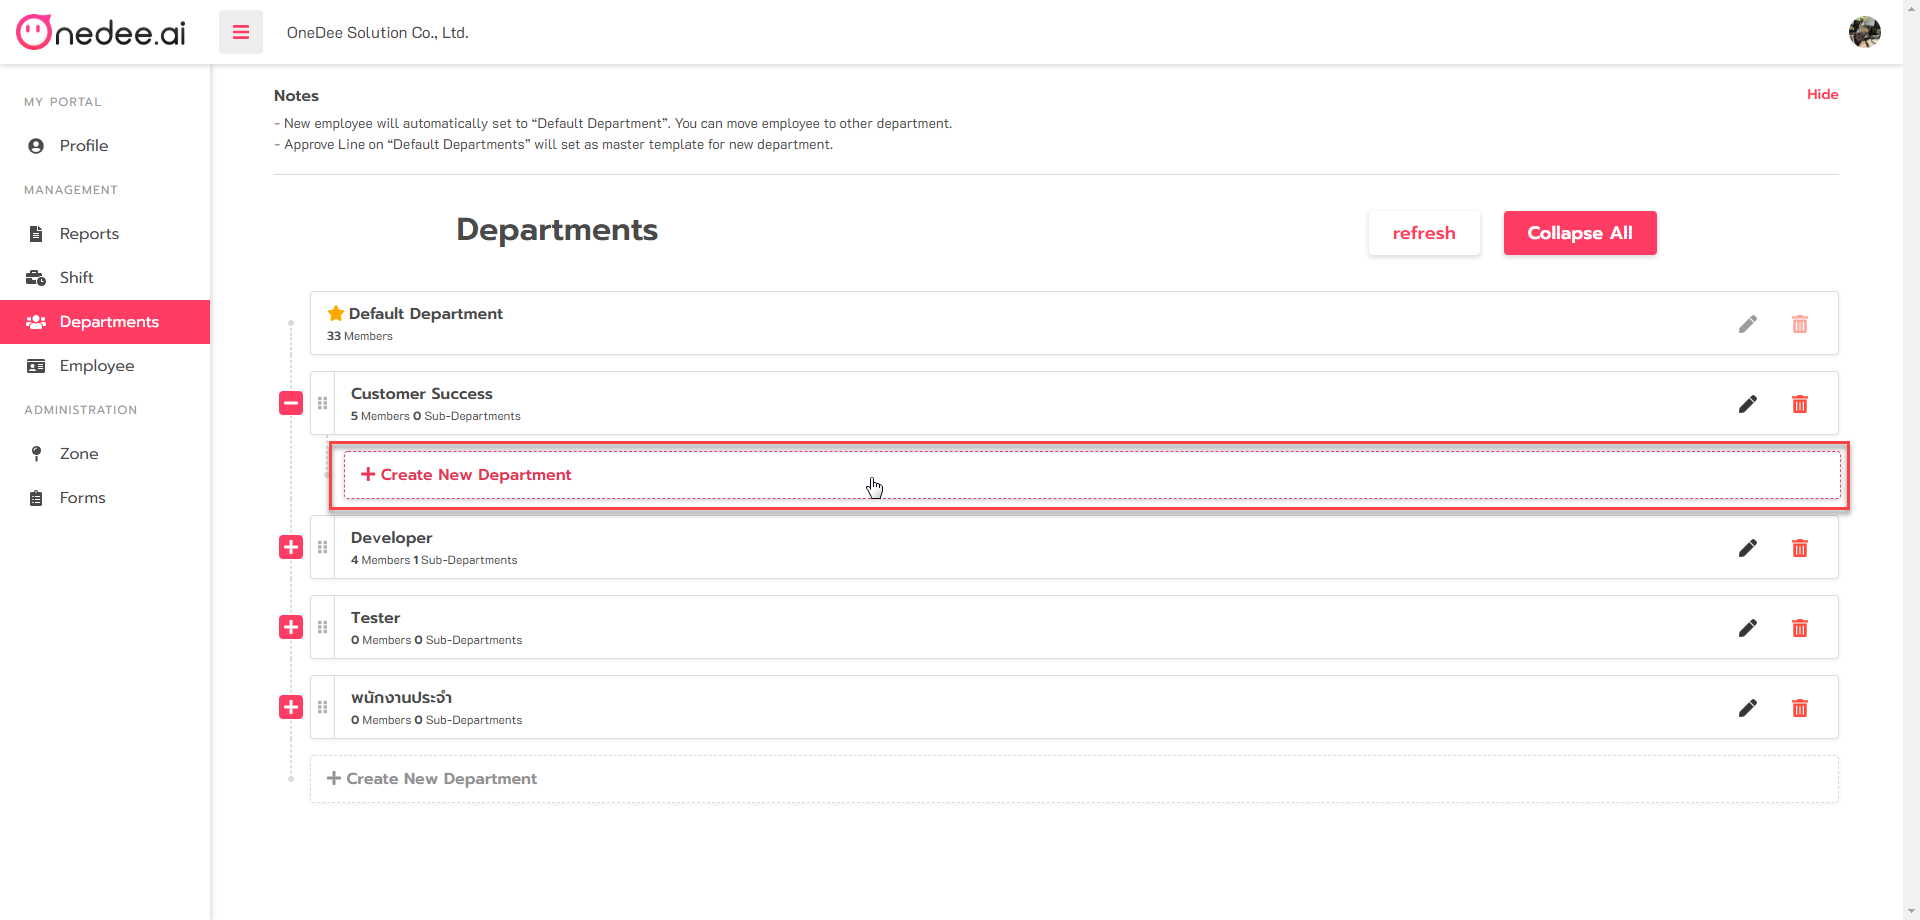 Onedee.ai
OneDee Solution Co., Ltd.
MY PORTAL
Profile
MANAGEMENT
Reports
Shift
Departments
Employee
ADMINISTRATION
Zone
Forms
Notes
Hide
- New employee will automatically set to “Default Department”. You can move employee to other department.
- Approve Line on “Default Departments” will set as master template for new department.
Departments
refresh
Collapse All
Default Department
33 Members
Customer Success
5 Members 0 Sub-Departments
+ Create New Department
Developer
4 Members 1 Sub-Departments
Tester
0 Members 0 Sub-Departments
พนักงานประจำ
0 Members 0 Sub-Departments
+ Create New Department